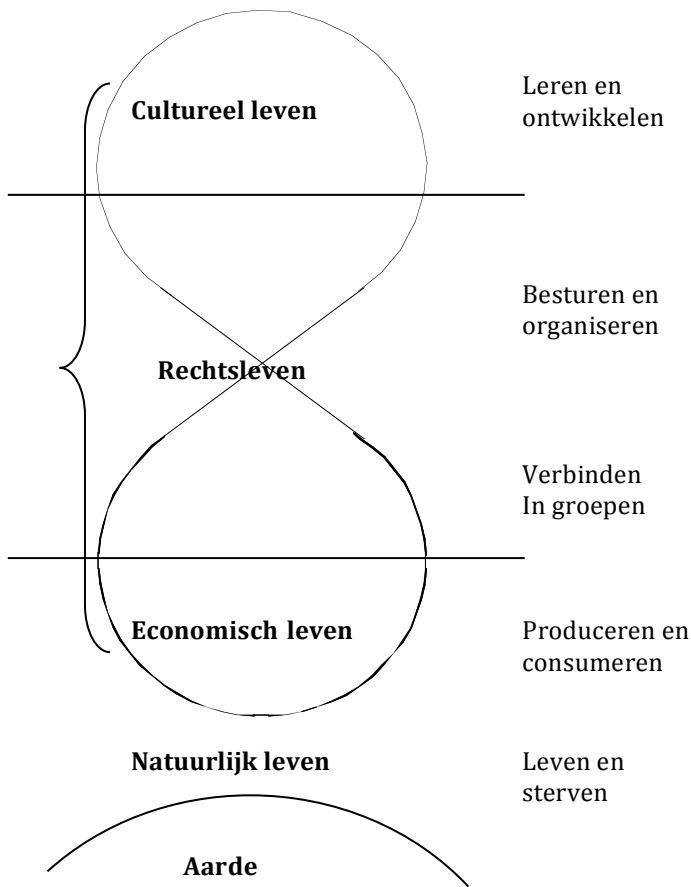 Cultureel leven
Leren en
ontwikkelen
Besturen en
organiseren
Rechtsleven
Verbinden
In groepen
Economisch leven
Produceren en
consumeren
Natuurlijk leven
Leven en
sterven
Aarde